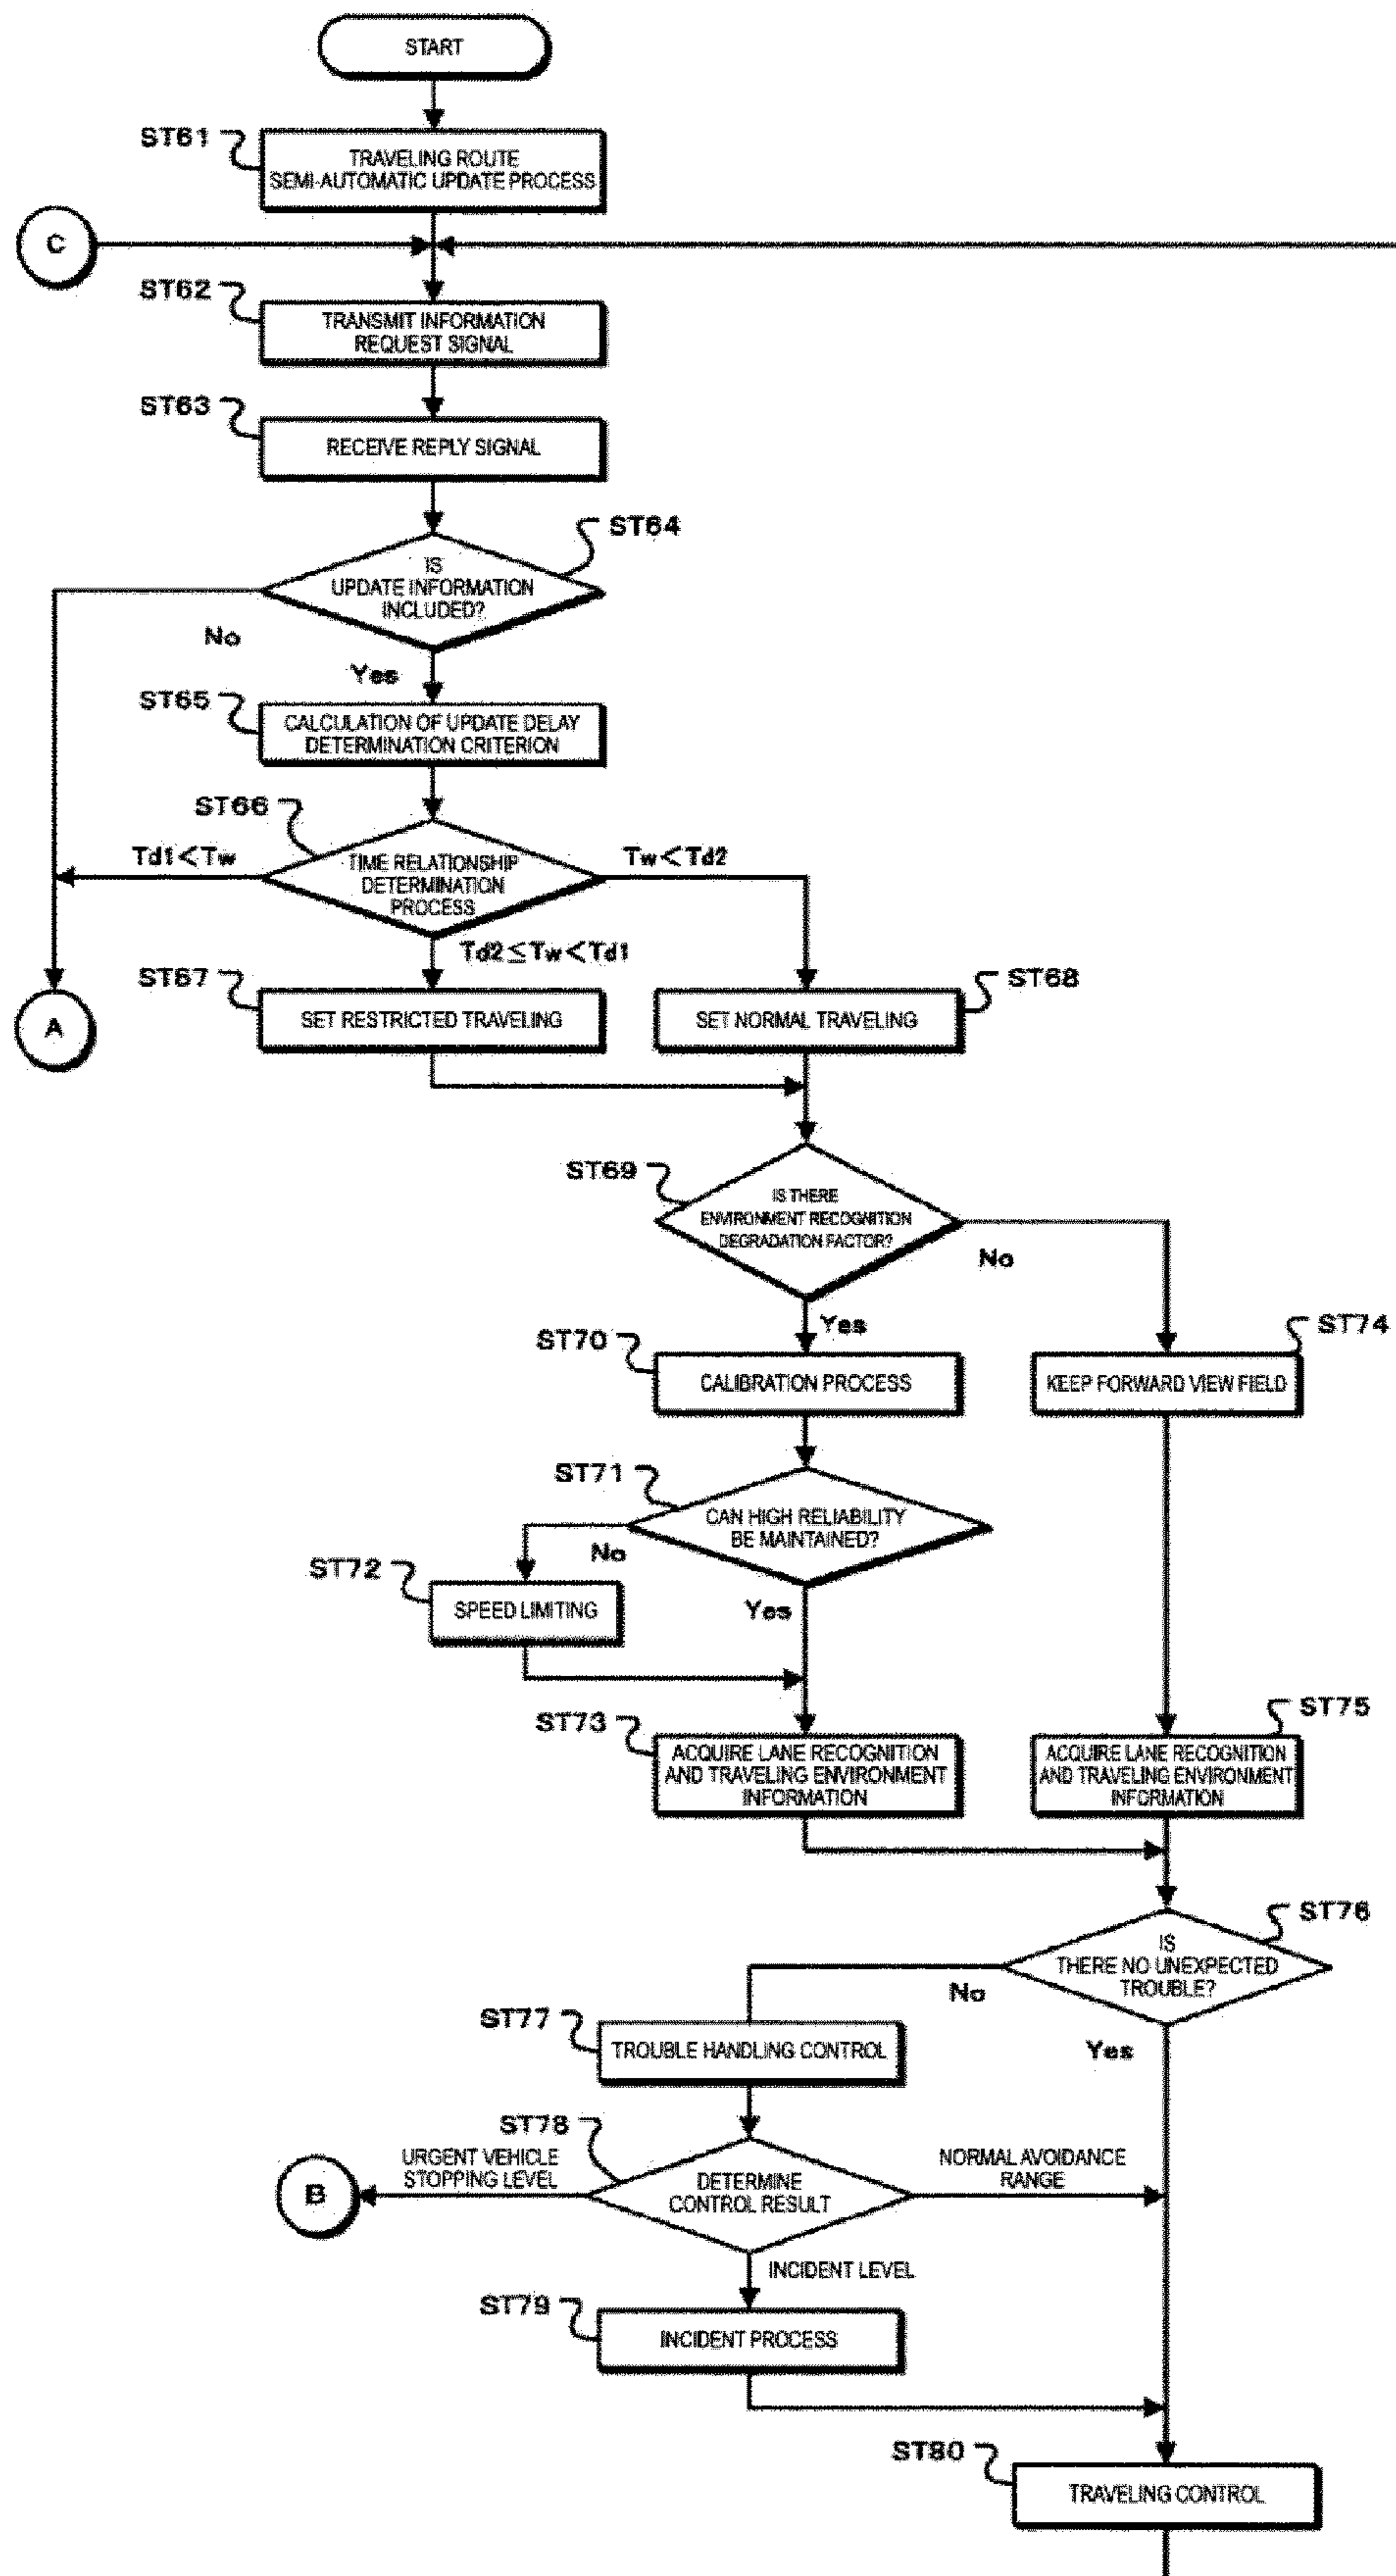 START
ST61
TRAVELING ROUTE
SEMI-AUTOMATIC UPDATE PROCESS
C
ST62
TRANSMIT INFORMATION
REQUEST SIGNAL
ST63
RECEIVE REPLY SIGNAL
ST64
IS
UPDATE INFORMATION
INCLUDED?
No
Yes
ST65
CALCULATION OF UPDATE DELAY
DETERMINATION CRITERION
ST66
Td1<Tw
TIME RELATIONSHIP
DETERMINATION
PROCESS
Tw<Td2
Td2≤Tw<Td1
A
ST67
SET RESTRICTED TRAVELING
SET NORMAL TRAVELING
ST68
ST69
IS THERE
ENVIRONMENT RECOGNITION
DEGRADATION FACTOR?
No
Yes
ST70
CALIBRATION PROCESS
ST74
KEEP FORWARD VIEW FIELD
ST71
CAN HIGH RELIABILITY
BE MAINTAINED?
No
Yes
ST72
SPEED LIMITING
ST73
ACQUIRE LANE RECOGNITION
AND TRAVELING ENVIRONMENT
INFORMATION
ST75
ACQUIRE LANE RECOGNITION
AND TRAVELING ENVIRONMENT
INFORMATION
ST76
IS
THERE NO UNEXPECTED
TROUBLE?
No
Yes
ST77
TROUBLE HANDLING CONTROL
ST78
URGENT VEHICLE
STOPPING LEVEL
B
DETERMINE
CONTROL RESULT
NORMAL AVOIDANCE
RANGE
INCIDENT LEVEL
ST79
INCIDENT PROCESS
ST80
TRAVELING CONTROL